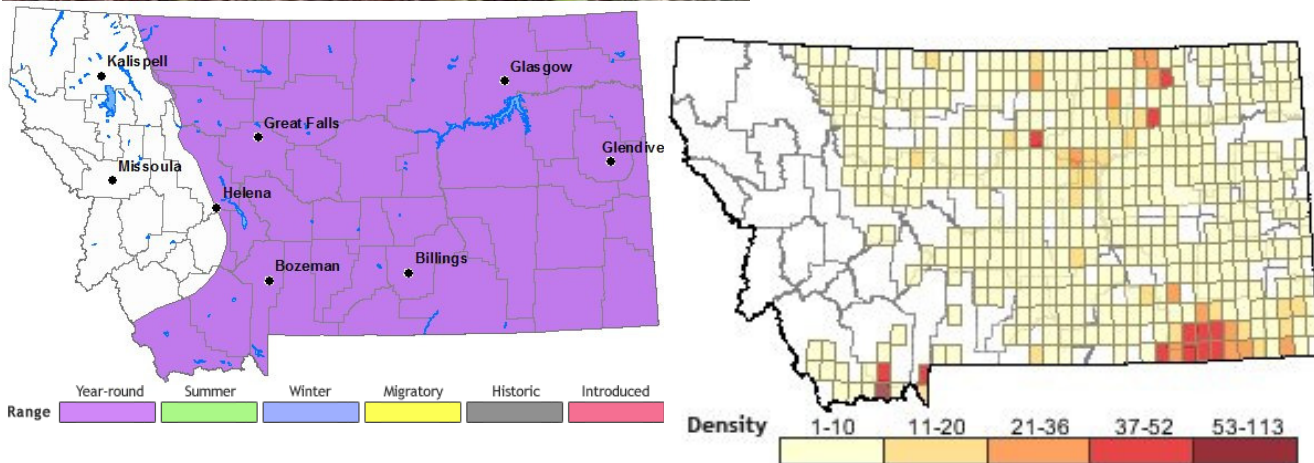 Kalispell
Glasgow
Great Falls
Glendive
Missoula
Helena
Bozeman
Billings
Year-round Summer Winter Migratory Historic Introduced
Range
Density 1-10 11-20 21-36 37-52 53-113